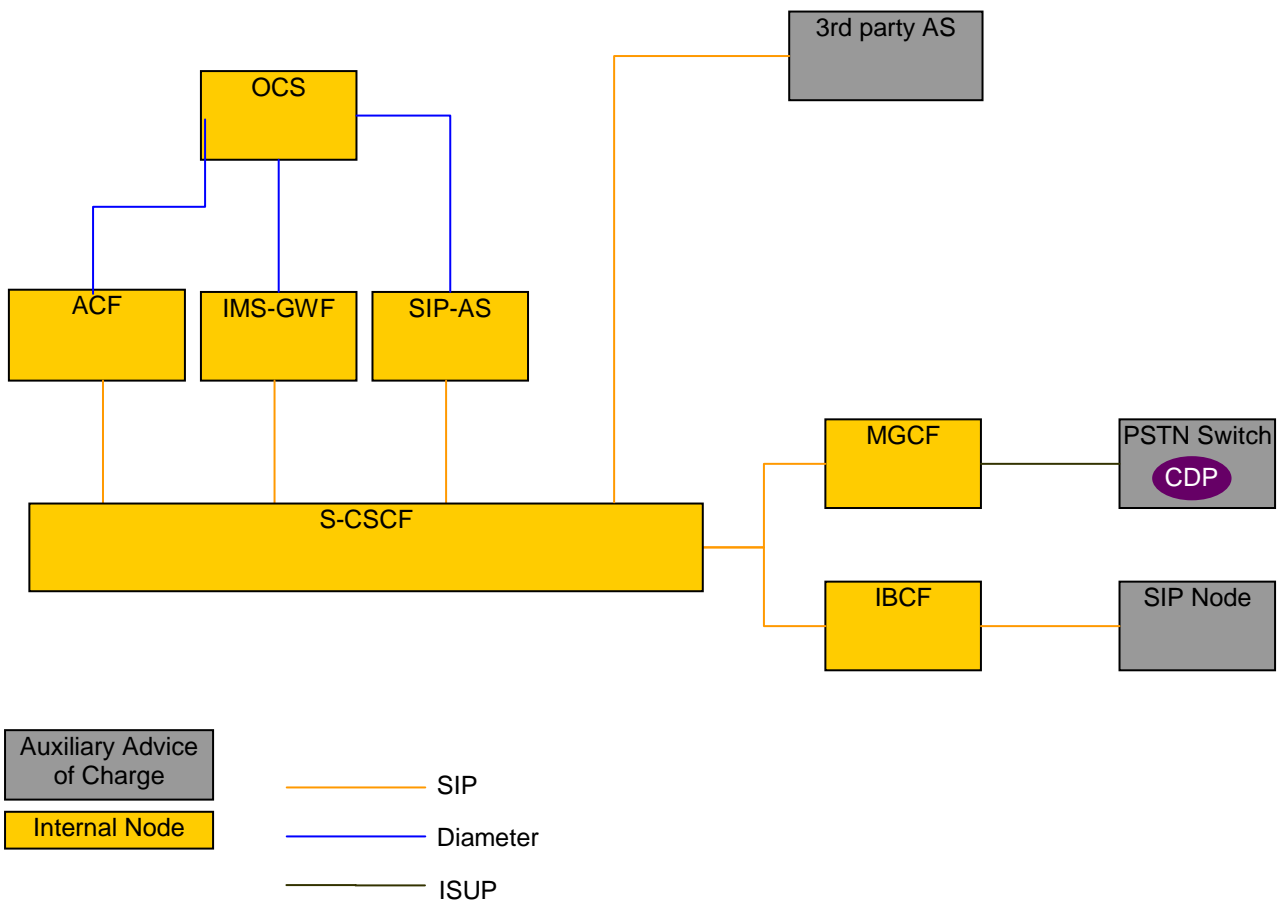 3rd party AS
OCS
ACF
IMS-GWF
SIP-AS
MGCF
PSTN Switch
CDP
S-CSCF
IBCF
SIP Node
Auxiliary Advice
of Charge
Internal Node
SIP
Diameter
ISUP